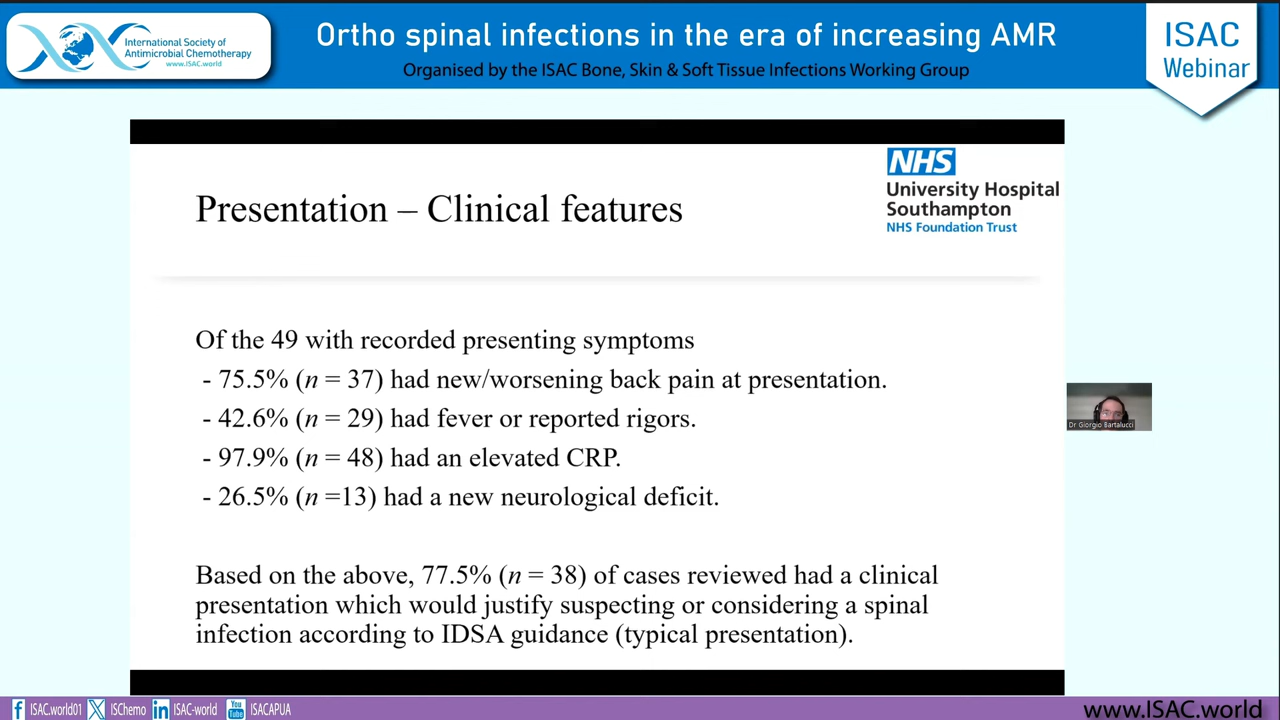 International Society of
Antimicrobial Chemotherapy
www.ISAC.world
Ortho spinal infections in the era of increasing AMR
Organised by the ISAC Bone, Skin & Soft Tissue Infections Working Group
ISAC
Webinar
NHS
University Hospital
Southampton
NHS Foundation Trust
Presentation – Clinical features
Of the 49 with recorded presenting symptoms
- 75.5% (n = 37) had new/worsening back pain at presentation.
- 42.6% (n = 29) had fever or reported rigors.
- 97.9% (n = 48) had an elevated CRP.
- 26.5% (n =13) had a new neurological deficit.
Based on the above, 77.5% (n = 38) of cases reviewed had a clinical
presentation which would justify suspecting or considering a spinal
infection according to IDSA guidance (typical presentation).
Dr Giorgio Bartalucci
f ISAC.world01 X ISChemo in ISAC-world You Tube ISACAPUA
www.ISAC.world